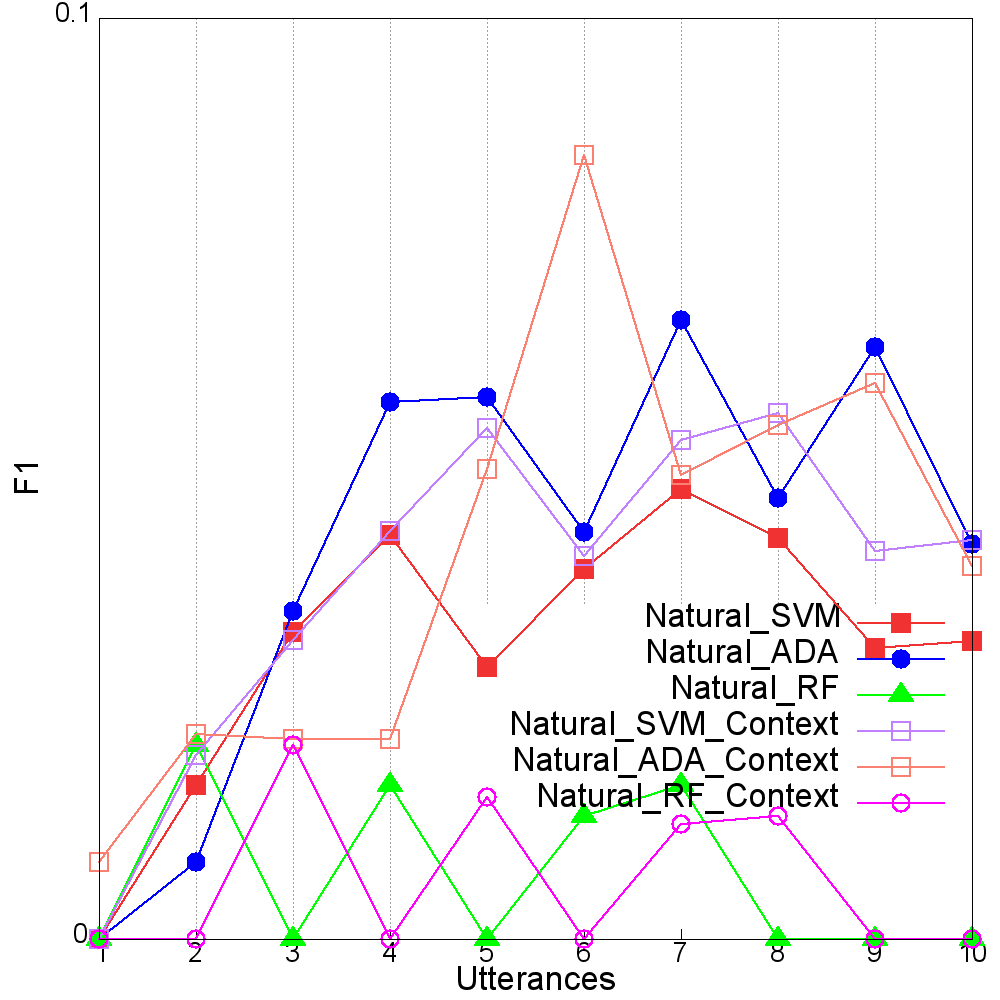 0.1
F1
Natural_SVM
Natural_ADA
Natural_RF
Natural_SVM_Context
Natural_ADA_Context
Natural_RF_Context
0
1 2 3 4 5 6 7 8 9 10
Utterances